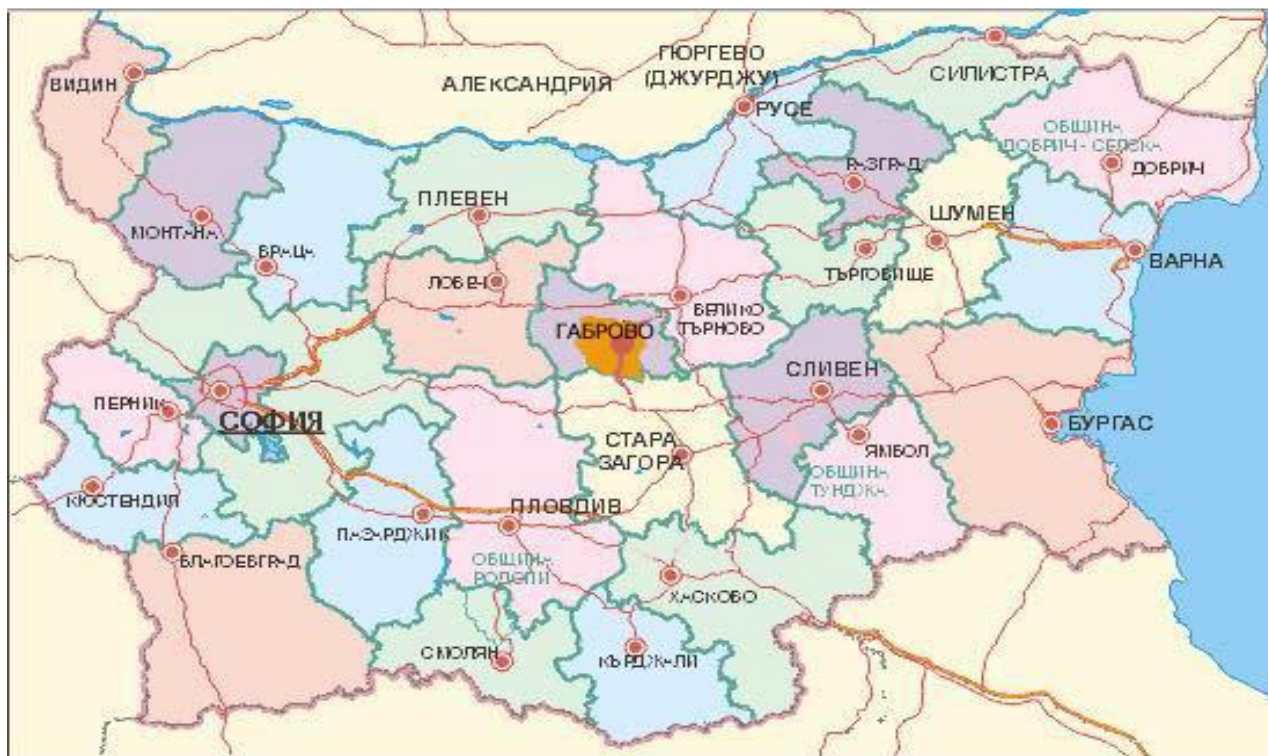 ГЮРГЕВО
(ДЖУРДЖУ)
АЛЕКСАНДРИЯ
СИЛИСТРА
ВИДИН
РУСЕ
ОБЩИНА
ДОБРИЧ - СЕЛСКА
ДОБРИЧ
РАЗГРАД
ПЛЕВЕН
ШУМЕН
МОНТАНА
ВРАЦА
ВАРНА
ЛОВЕЧ
ТЪРГОВИЩЕ
ВЕЛИКО
ТЪРНОВО
ГАБРОВО
СЛИВЕН
ПЕРНИК
СОФИЯ
БУРГАС
СТАРА
ЗАГОРА
ЯМБОЛ
ОБЩИНА
ТУНДЖА
КЮСТЕНДИЛ
ПЛОВДИВ
ПАЗАРДЖИК
БЛАГОЕВГРАД
ОБЩИНА
РОДОПИ
ХАСКОВО
СМОЛЯН
КЪРДЖАЛИ